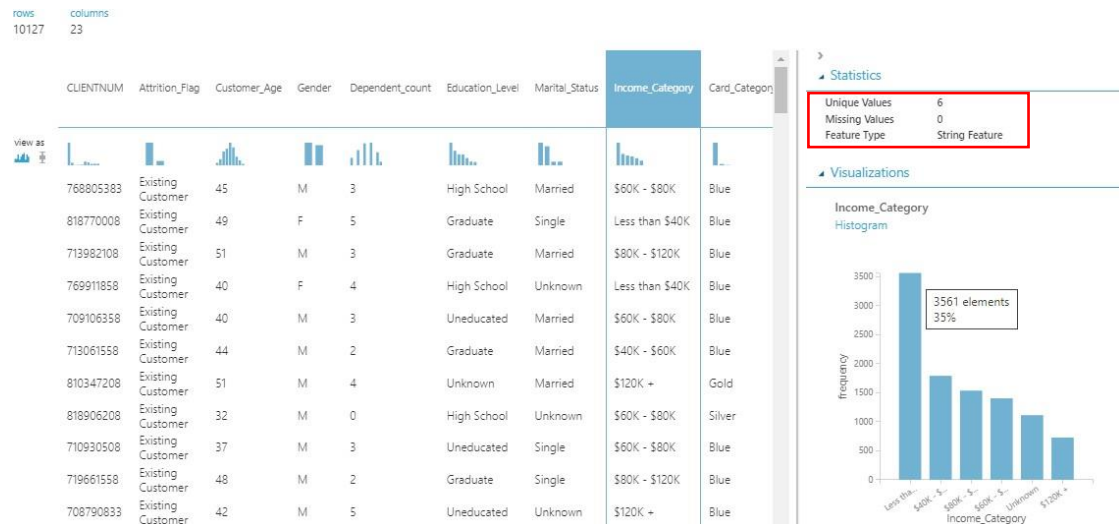 rows columns
10127 23
CLIENTNUM Attrition_Flag Customer_Age Gender Dependent_count Education_Level Marital_Status Income_Category Card_Category
view as
768805383 Existing Customer 45 M 3 High School Married $60K - $80K Blue
818770008 Existing Customer 49 F 5 Graduate Single Less than $40K Blue
713982108 Existing Customer 51 M 3 Graduate Married $80K - $120K Blue
769911858 Existing Customer 40 F 4 High School Unknown Less than $40K Blue
709106358 Existing Customer 40 M 3 Uneducated Married $60K - $80K Blue
713061558 Existing Customer 44 M 2 Graduate Married $40K - $60K Blue
810347208 Existing Customer 51 M 4 Unknown Married $120K + Gold
818906208 Existing Customer 32 M 0 High School Unknown $60K - $80K Silver
710930508 Existing Customer 37 M 3 Uneducated Single $60K - $80K Blue
719661558 Existing Customer 48 M 2 Graduate Single $80K - $120K Blue
708790833 Existing Customer 42 M 5 Uneducated Unknown $120K + Blue
Statistics
Unique Values 6
Missing Values 0
Feature Type String Feature
Visualizations
Income_Category
Histogram
3561 elements
35%
frequency
3500
3000
2500
2000
1500
1000
500
0
Less tha... $40K - $... $80K - $... $60K - $... Unknown $120K +
Income_Category